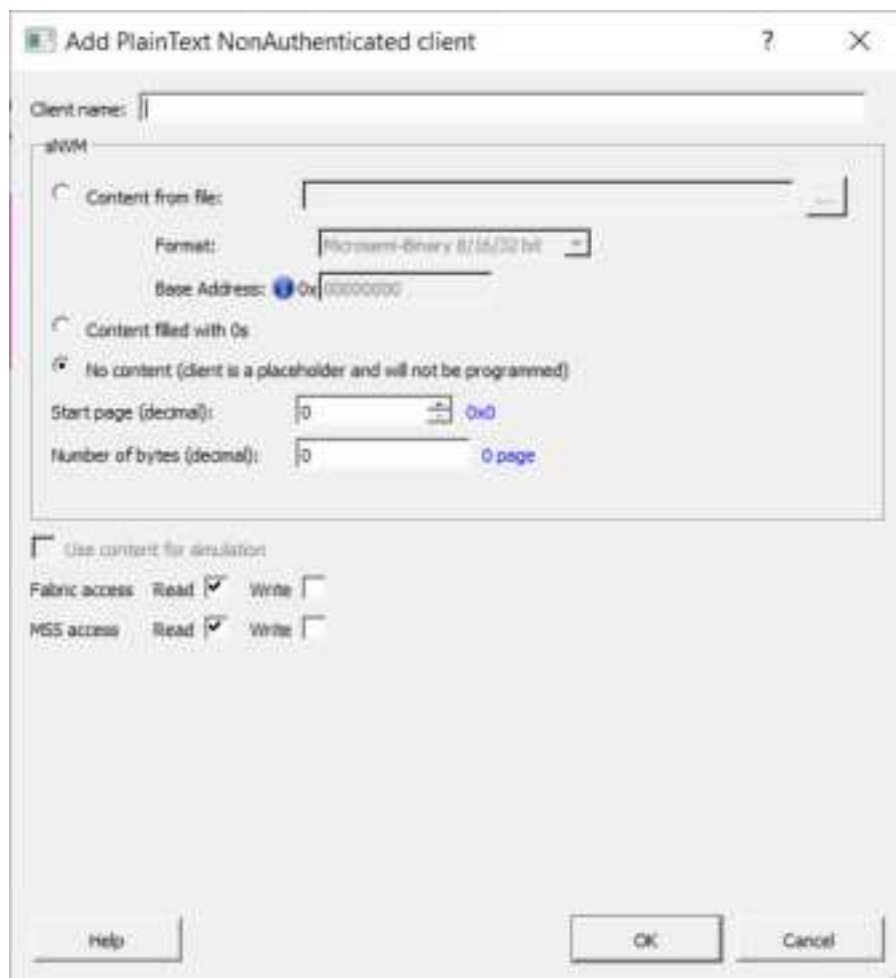 Add PlainText NonAuthenticated client ?
Client name:
sNVM
Content from file: ...
Format: Microsemi-Binary 8/16/32 bit
Base Address: 0x 00000000
Content filled with 0s
No content (client is a placeholder and will not be programmed)
Start page (decimal): 0 0x0
Number of bytes (decimal): 0 0 page
Use content for simulation
Fabric access Read Write
MSS access Read Write
Help OK Cancel